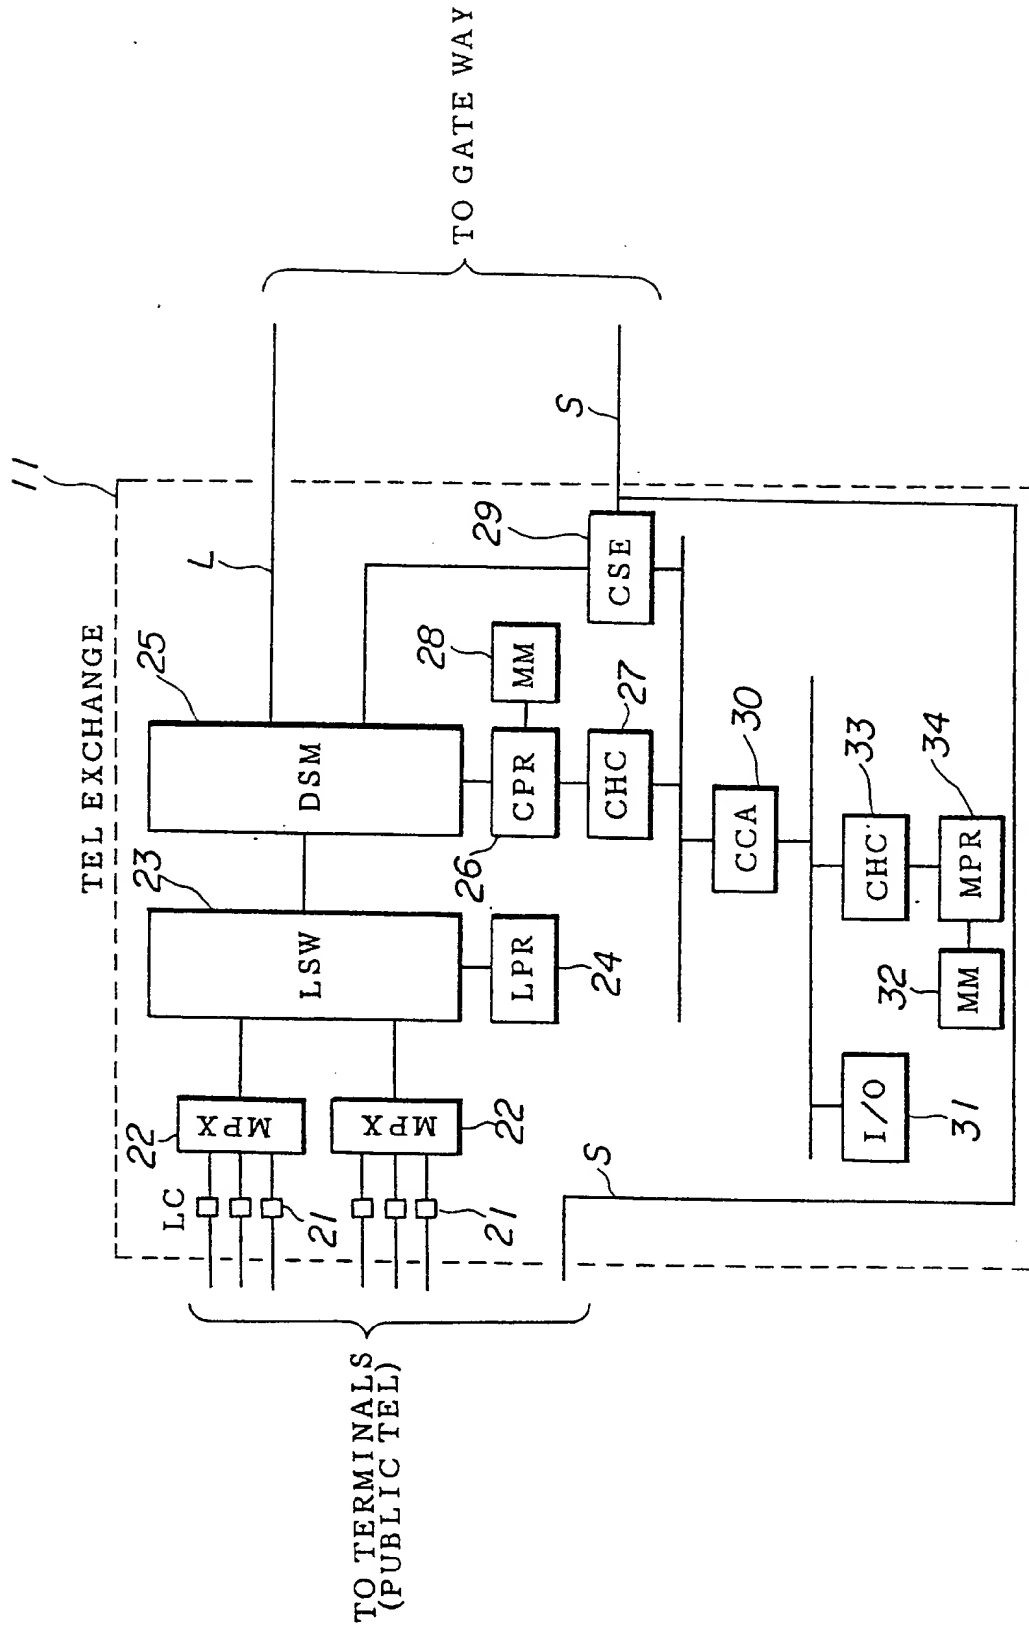 11
TEL EXCHANGE
TO TERMINALS
(PUBLIC TEL)
LC
21
21
22
MPX
22
MPX
23
LSW
LPR
24
25
DSM
26
CPR
28
MM
CHC
27
L
29
CSE
S
TO GATE WAY
S
CCA
30
I/O
31
CHC'
33
32
MM
MPR
34